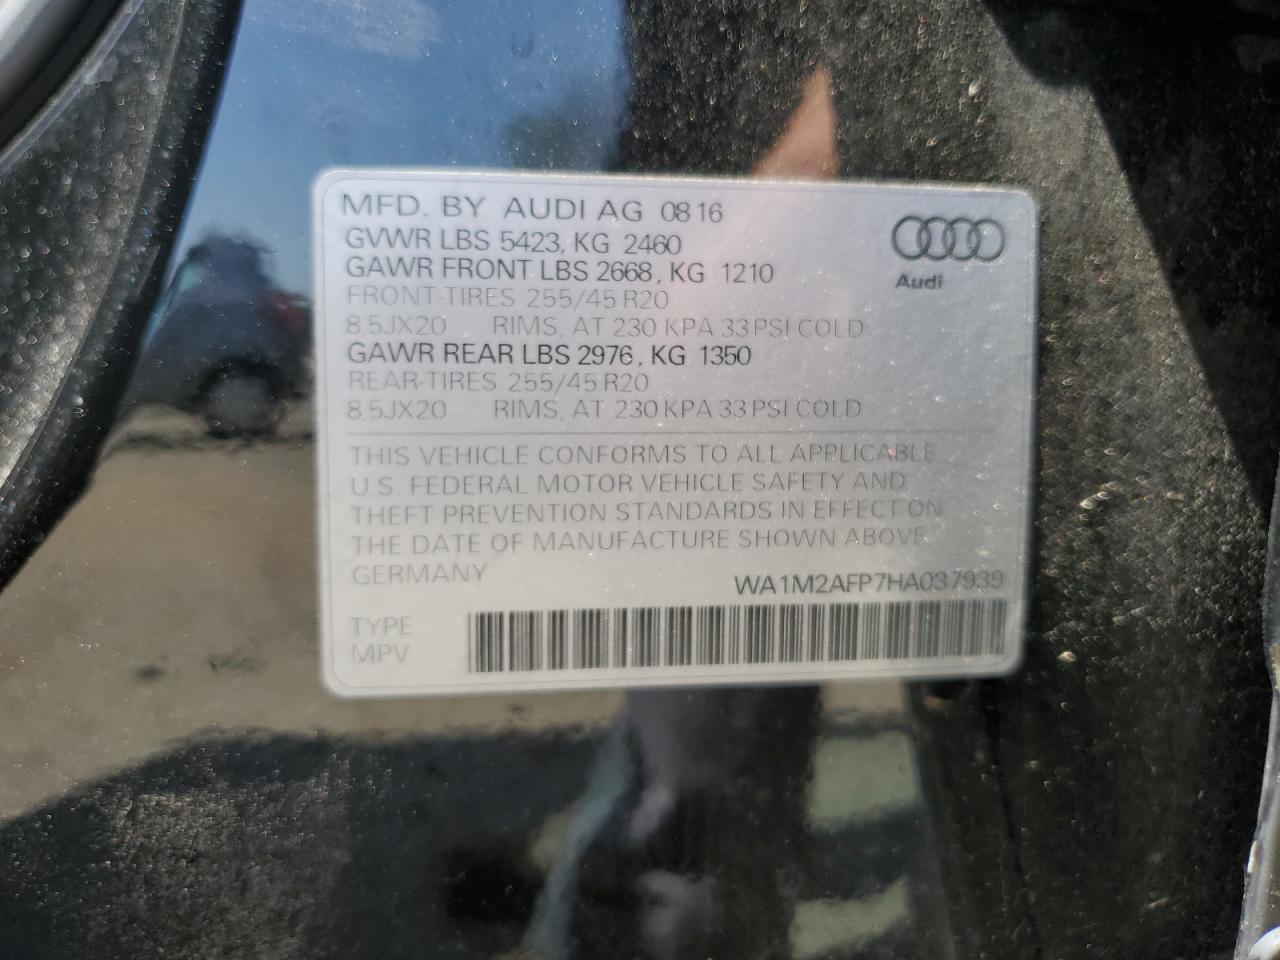 MFD. BY AUDI AG 08 16
GVWR LBS 5423, KG 2460
GAWR FRONT LBS 2668, KG 1210
FRONT-TIRES 255/45 R20
8,5JX20 RIMS, AT 230 KPA 33 PSI COLD
GAWR REAR LBS 2976, KG 1350
REAR-TIRES 255/45 R20
8,5JX20 RIMS, AT 230 KPA 33 PSI COLD
Audi
THIS VEHICLE CONFORMS TO ALL APPLICABLE
U.S. FEDERAL MOTOR VEHICLE SAFETY AND
THEFT PREVENTION STANDARDS IN EFFECT ON
THE DATE OF MANUFACTURE SHOWN ABOVE
GERMANY
WA1M2AFP7HA037939
TYPE
MPV